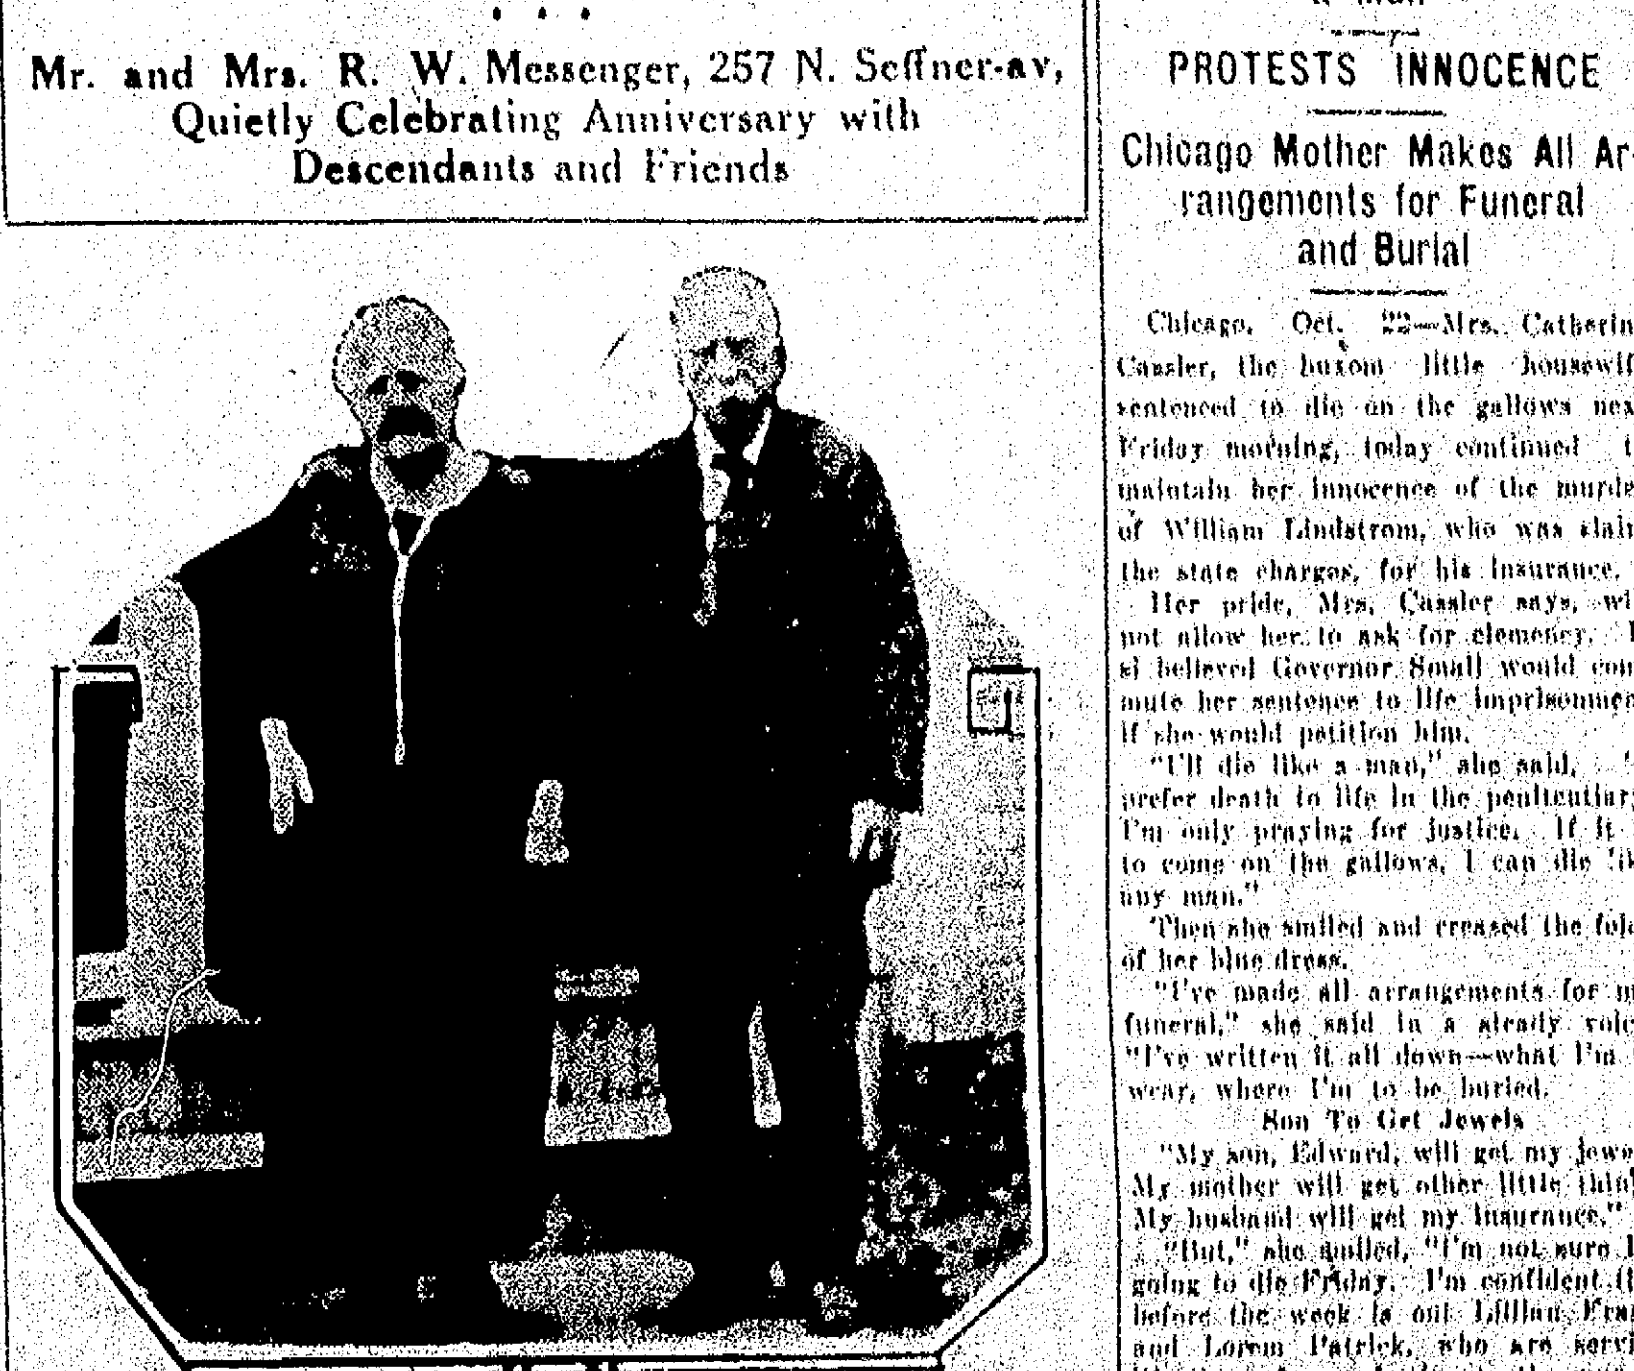 Mr. and Mrs. R. W. Messenger, 257 N. Seffner-av,
Quietly Celebrating Anniversary with
Descendants and Friends
PROTESTS INNOCENCE
Chicago Mother Makes All Ar-
rangements for Funeral
and Burial
Chicago, Oct. 22—Mrs. Catherin
Cassler, the buxom little housewif
sentenced to die on the gallows nex
Friday morning, today continued t
maintain her innocence of the murde
of William Lindstrom, who was slain
the state charges, for his insurance.
Her pride, Mrs. Cassler says, wi
not allow her to ask for clemency. I
si believed Governor Small would com
mute her sentence to life imprisonmen
if she would petition him.
"I'll die like a man," she said, "
prefer death to life in the penitentiary
I'm only praying for justice. If it
to come on the gallows, I can die lik
any man."
Then she smiled and creased the fold
of her blue dress.
"I've made all arrangements for m
funeral," she said in a steady voic
"I've written it all down—what I'm
wear, where I'm to be buried.
Son To Get Jewels
"My son, Edward, will get my jewe
My mother will get other little thin
My husband will get my insurance."
"But," she smiled, "I'm not sure I
going to die Friday. I'm confident th
before the week is out Lillian Fra
and Loren Patrick, who are servi